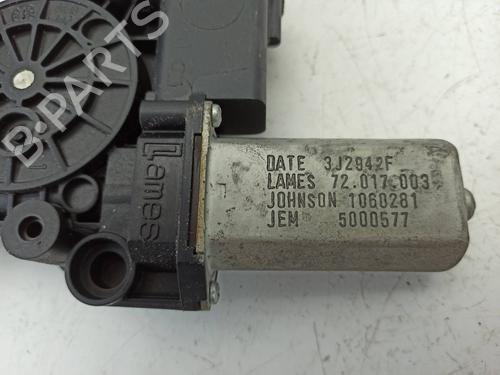 DATE 3J2942F
LAMES 72.017.003
JOHNSON 1060281
JEM 5000577
Lames
B-PARTS